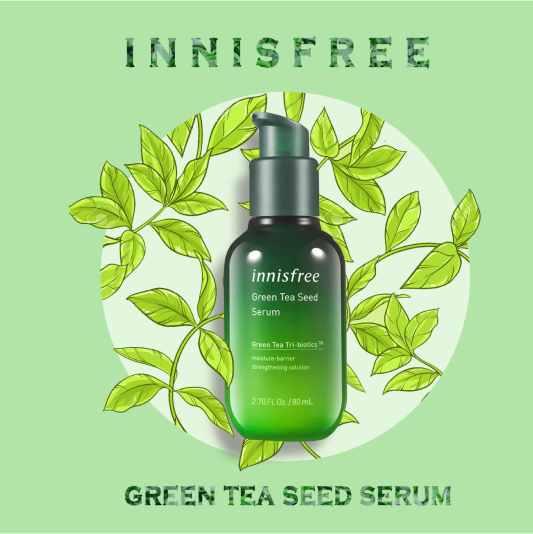 INNISFREE
innisfree
Green Tea Seed
Serum
Green Tea Tri-biotics™
moisture-barrier
strengthening solution
2.70 FL Oz. / 80 mL
GREEN TEA SEED SERUM